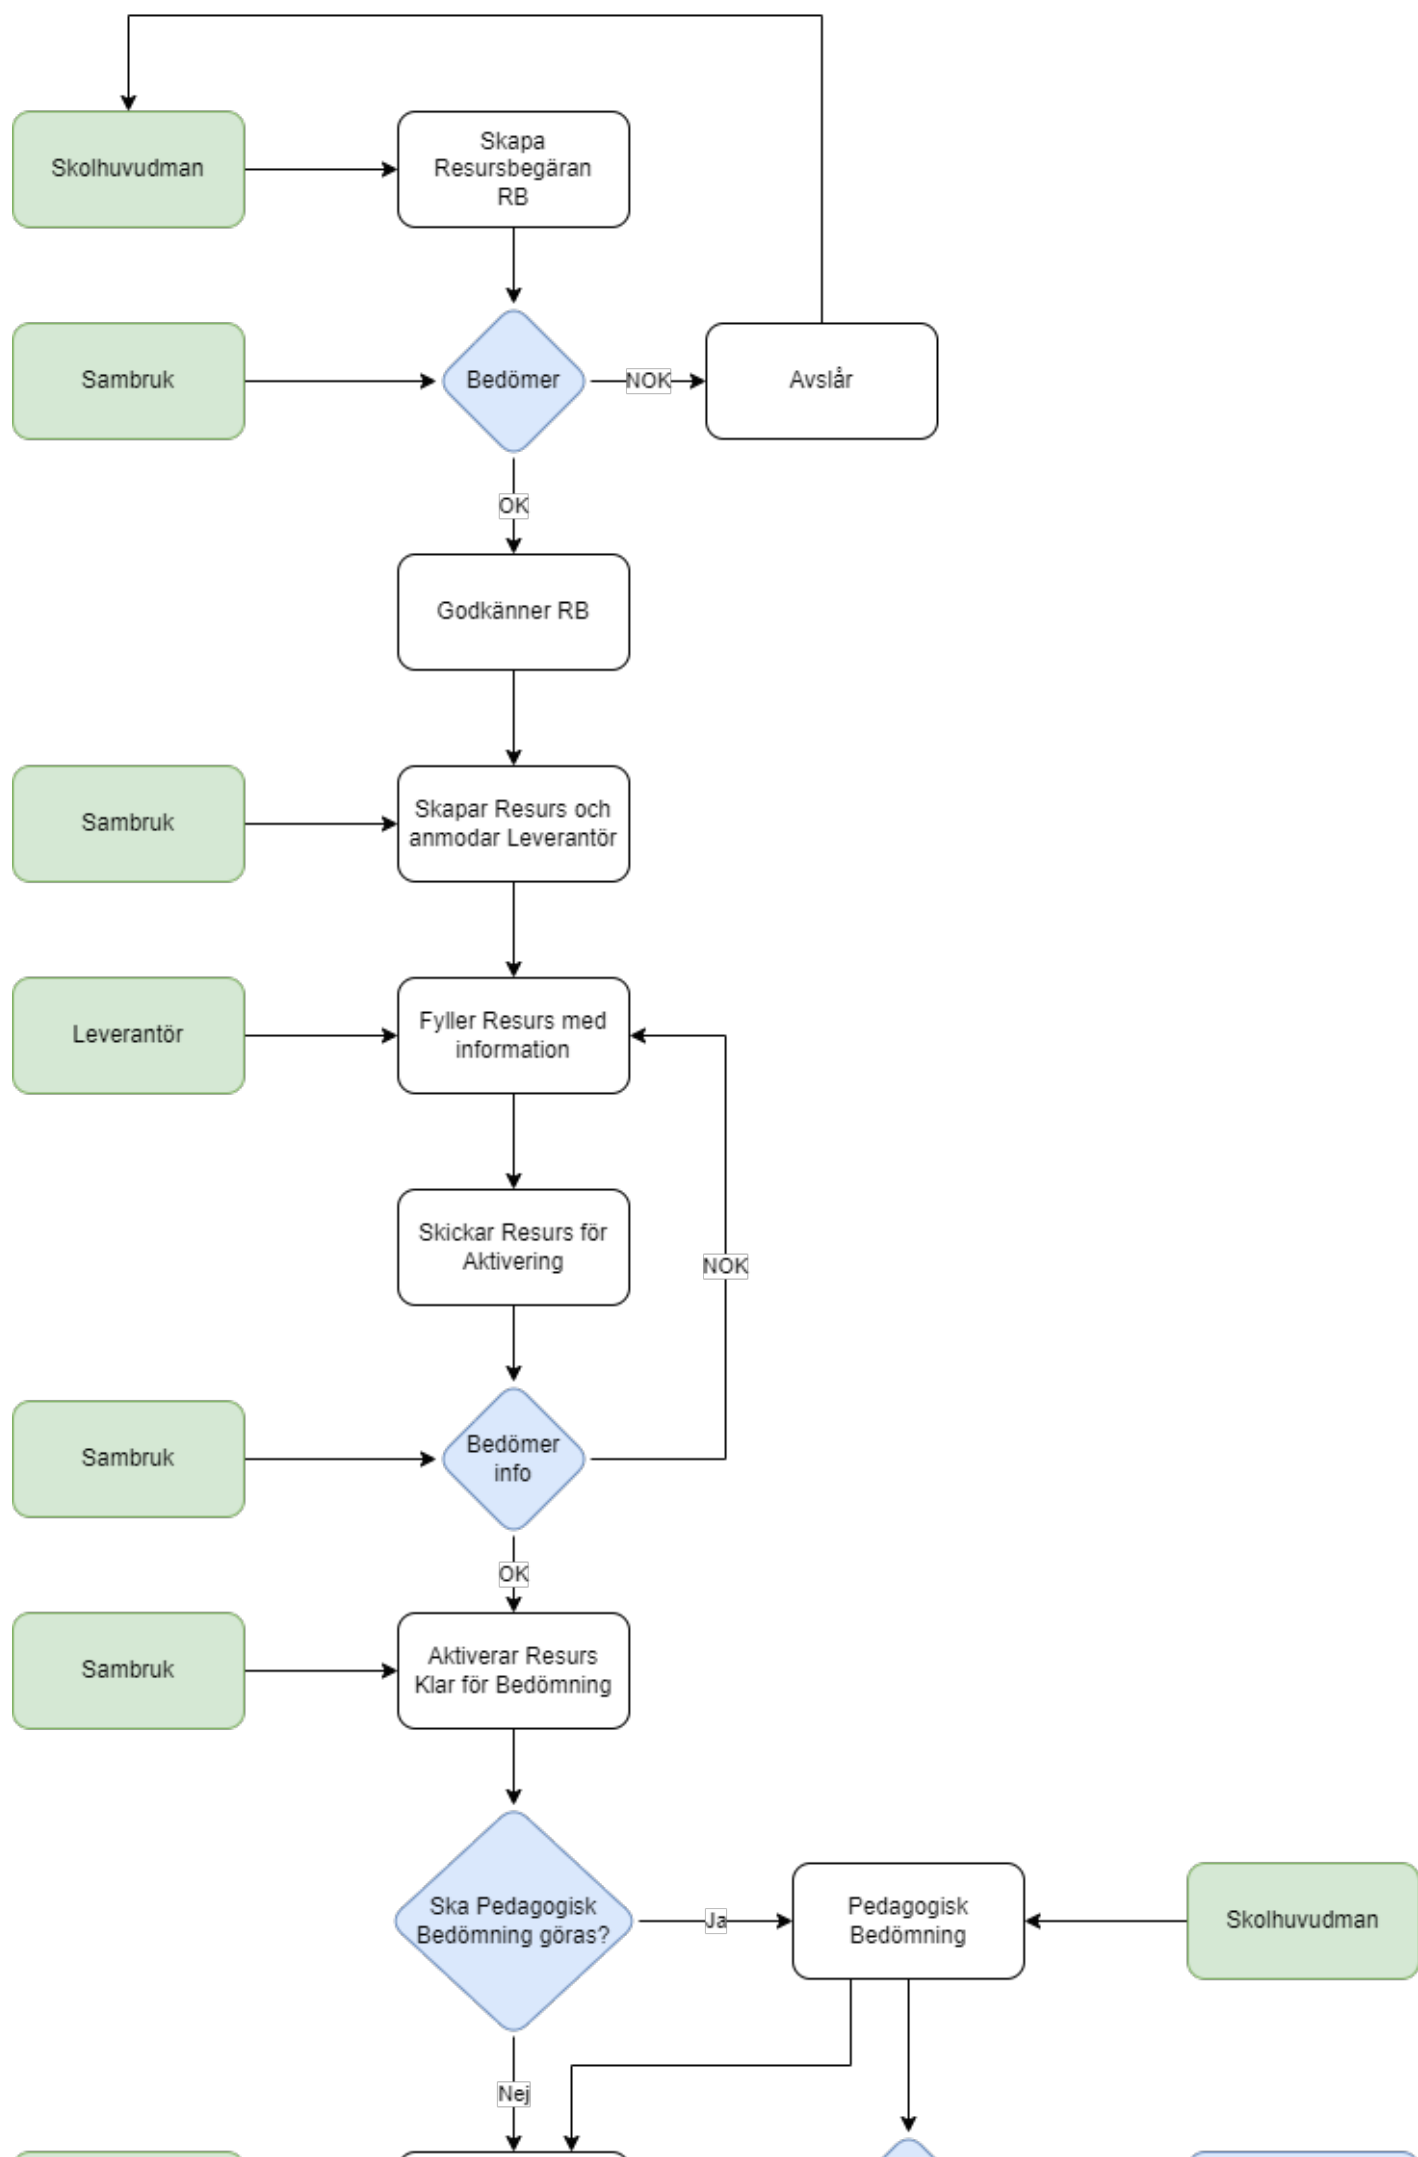 Skolhuvudman
Skapa
Resursbegäran
RB
Sambruk
Bedömer
NOK
Avslår
OK
Godkänner RB
Sambruk
Skapar Resurs och
anmodar Leverantör
Leverantör
Fyller Resurs med
information
Skickar Resurs för
Aktivering
NOK
Sambruk
Bedömer
info
OK
Sambruk
Aktiverar Resurs
Klar för Bedömning
Ska Pedagogisk
Bedömning göras?
Ja
Pedagogisk
Bedömning
Skolhuvudman
Nej